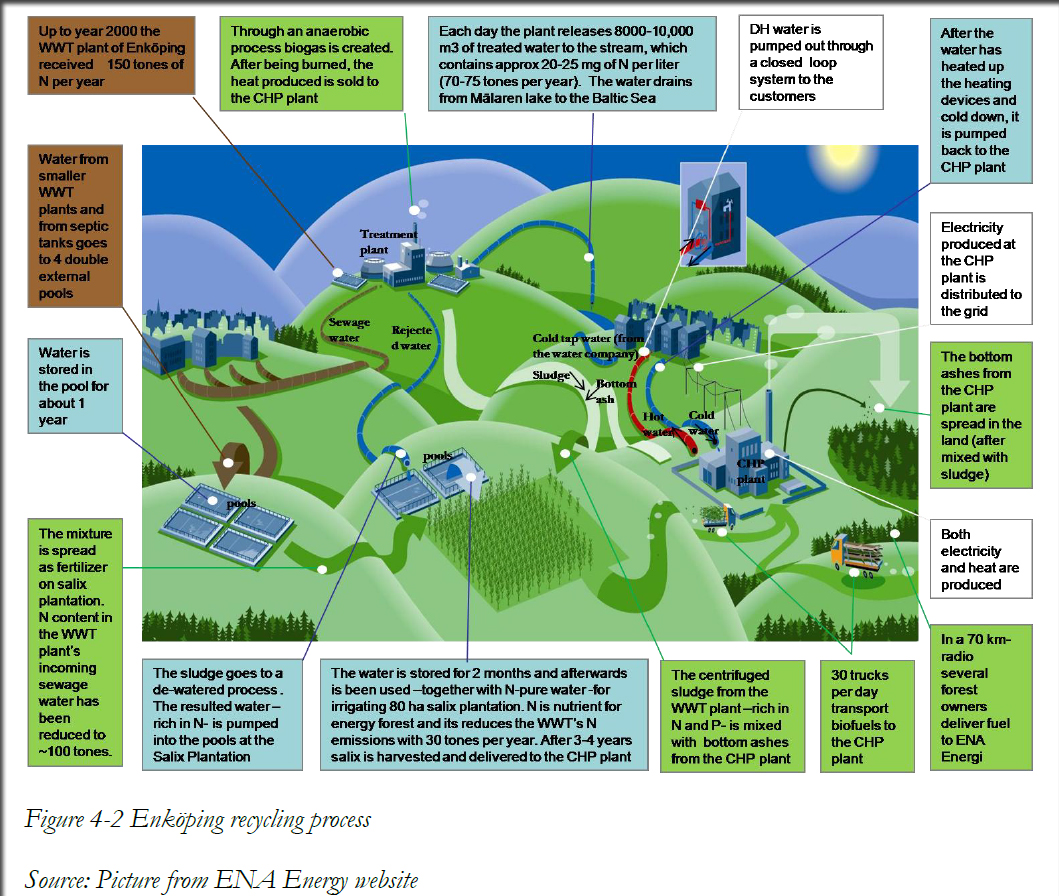 Up to year 2000 the
WWT plant of Enköping
received 150 tones of
N per year
Through an anaerobic
process biogas is created.
After being burned, the
heat produced is sold to
the CHP plant
Each day the plant releases 8000-10,000
m3 of treated water to the stream, which
contains approx 20-25 mg of N per liter
(70-75 tones per year). The water drains
from Mälaren lake to the Baltic Sea
DH water is
pumped out through
a closed loop
system to the
customers
After the
water has
heated up
the heating
devices and
cold down, it
is pumped
back to the
CHP plant
Water from
smaller
WWT
plants and
from septic
tanks goes
to 4 double
external
pools
Electricity
produced at
the CHP
plant is
distributed to
the grid
Treatment
plant
Sewage
water
Rejecte
d water
Cold tap water (from
the water company)
Sludge
Bottom
ash
Hot
water
Cold
water
CHP
plant
pools
pools
Water is
stored in
the pool for
about 1
year
The bottom
ashes from
the CHP
plant are
spread in the
land (after
mixed with
sludge)
The mixture
is spread
as fertilizer
on salix
plantation.
N content in
the WWT
plant's
incoming
sewage
water has
been
reduced to
~100 tones.
Both
electricity
and heat are
produced
The sludge goes to a
de-watered process .
The resulted water –
rich in N- is pumped
into the pools at the
Salix Plantation
The water is stored for 2 months and afterwards
is been used –together with N-pure water -for
irrigating 80 ha salix plantation. N is nutrient for
energy forest and its reduces the WWT's N
emissions with 30 tones per year. After 3-4 years
salix is harvested and delivered to the CHP plant
The centrifuged
sludge from the
WWT plant –rich in
N and P- is mixed
with bottom ashes
from the CHP plant
30 trucks
per day
transport
biofuels to
the CHP
plant
In a 70 km-
radio
several
forest
owners
deliver fuel
to ENA
Energi
Figure 4-2 Enköping recycling process
Source: Picture from ENA Energy website